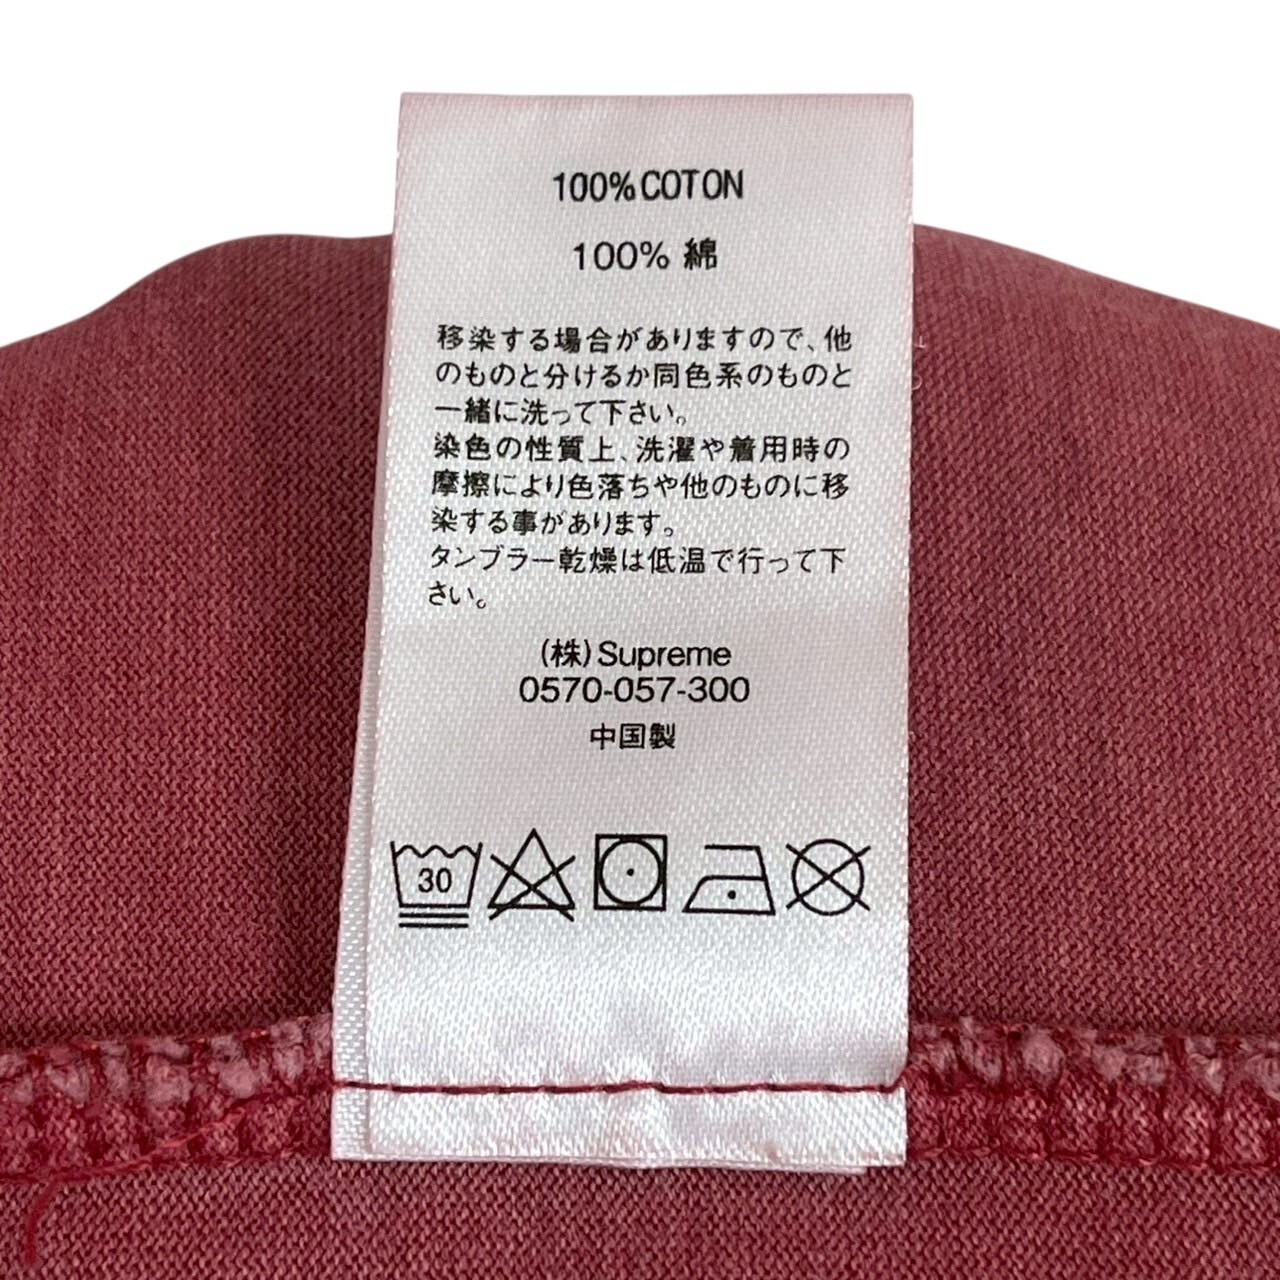 100%COTON
100% 綿
移染する場合がありますので、他
のものと分けるか同色系のものと
一緒に洗って下さい。
染色の性質上、洗濯や着用時の
摩擦により色落ちや他のものに移
染する事があります。
タンブラー乾燥は低温で行って下
さい。
(株)Supreme
0570-057-300
中国製
30